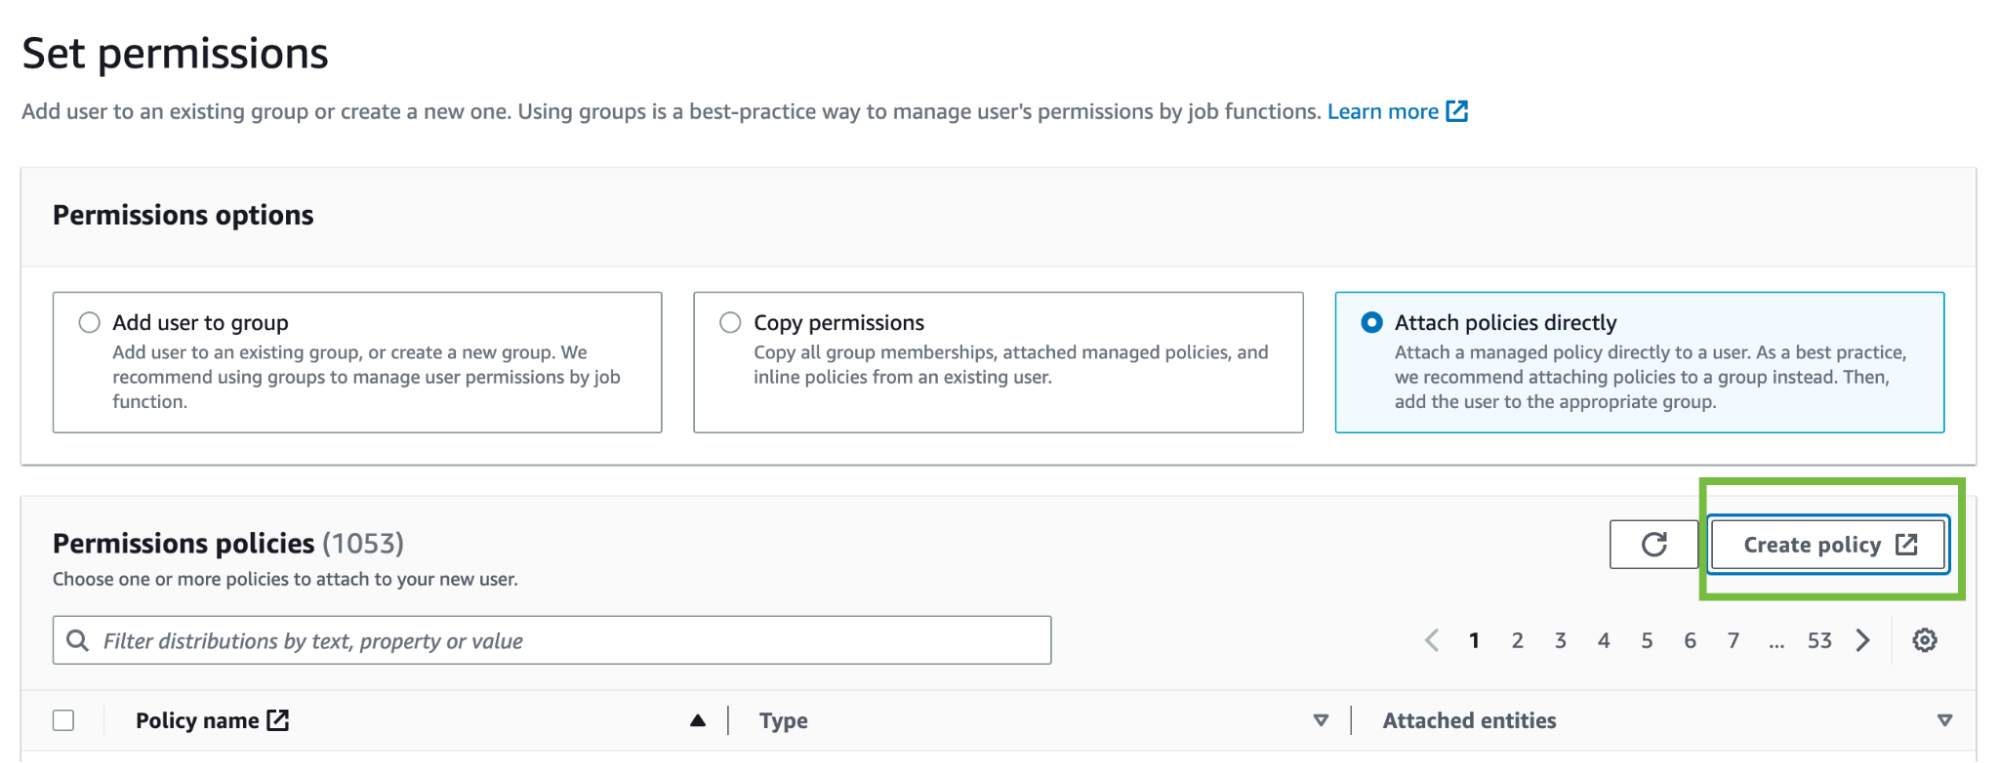 Set permissions
Add user to an existing group or create a new one. Using groups is a best-practice way to manage user's permissions by job functions. Learn more
Permissions options
Add user to group
Add user to an existing group, or create a new group. We
recommend using groups to manage user permissions by job
function.
Copy permissions
Copy all group memberships, attached managed policies, and
inline policies from an existing user.
Attach policies directly
Attach a managed policy directly to a user. As a best practice,
we recommend attaching policies to a group instead. Then,
add the user to the appropriate group.
Permissions policies (1053)
Choose one or more policies to attach to your new user.
Create policy
Filter distributions by text, property or value
1 2 3 4 5 6 7 ... 53
Policy name Type Attached entities